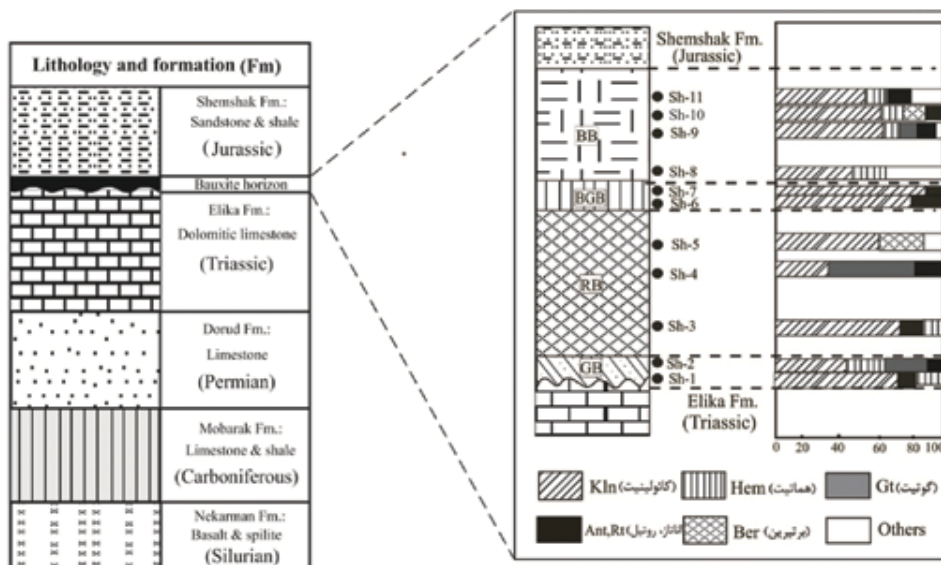 Lithology and formation (Fm)
Shemshak Fm.:
Sandstone & shale
(Jurassic)
Bauxite horizon
Elika Fm.:
Dolomitic limestone
(Triassic)
Dorud Fm.:
Limestone
(Permian)
Mobarak Fm.:
Limestone & shale
(Carboniferous)
Nekarman Fm.:
Basalt & spilite
(Silurian)
Shemshak Fm.
(Jurassic)
BB
BGB
RB
GB
Sh-11
Sh-10
Sh-9
Sh-8
Sh-7
Sh-6
Sh-5
Sh-4
Sh-3
Sh-2
Sh-1
Elika Fm.
(Triassic)
0 20 40 60 80 100
Kln (کائولینیت)
Hem (هماتیت)
Gt (گوتیت)
Ant,Rt (آناتاز، روتیل)
Ber (برتیرین)
Others